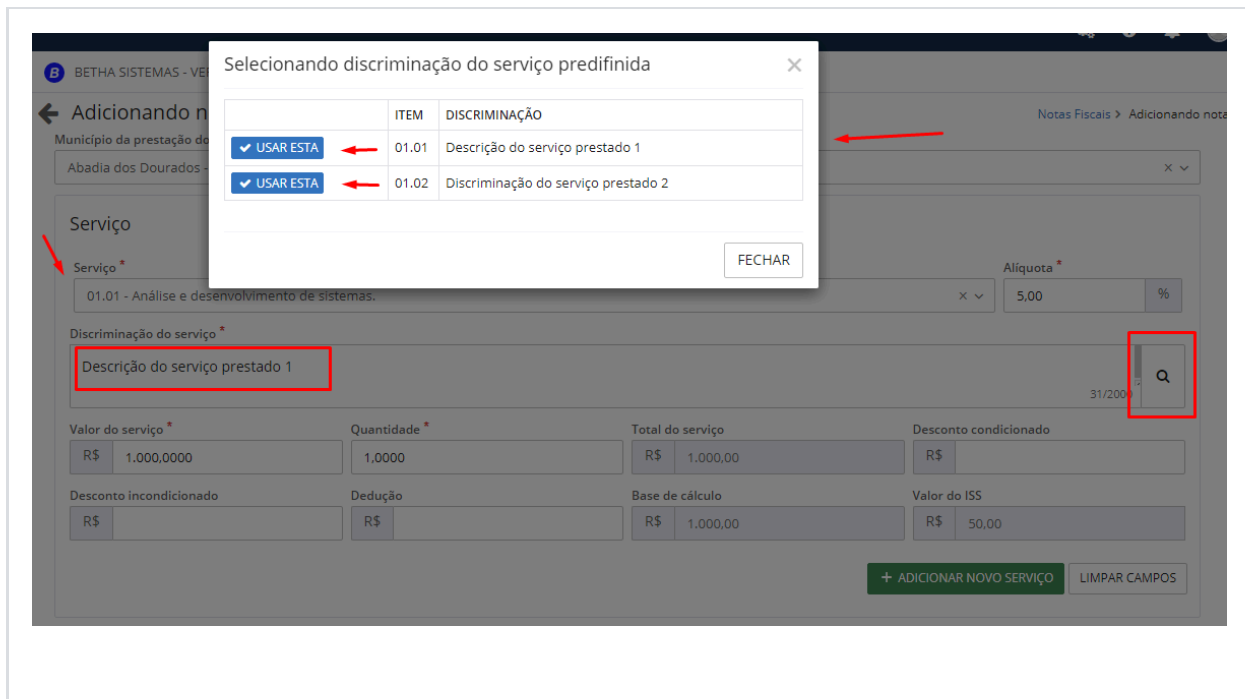 Selecionando discriminação do serviço predifinida ×
BETHA SISTEMAS - VER
Adicionando n
Notas Fiscais > Adicionando nota
ITEM DISCRIMINAÇÃO
USAR ESTA 01.01 Descrição do serviço prestado 1
USAR ESTA 01.02 Discriminação do serviço prestado 2
FECHAR
Município da prestação do
Abadia dos Dourados -
Serviço
Serviço * Alíquota *
01.01 - Análise e desenvolvimento de sistemas. 5,00 %
Discriminação do serviço *
Descrição do serviço prestado 1
31/2000
Valor do serviço * Quantidade * Total do serviço Desconto condicionado
R$ 1.000,0000 1,0000 R$ 1.000,00 R$
Desconto incondicionado Dedução Base de cálculo Valor do ISS
R$ R$ R$ 1.000,00 R$ 50,00
+ ADICIONAR NOVO SERVIÇO LIMPAR CAMPOS